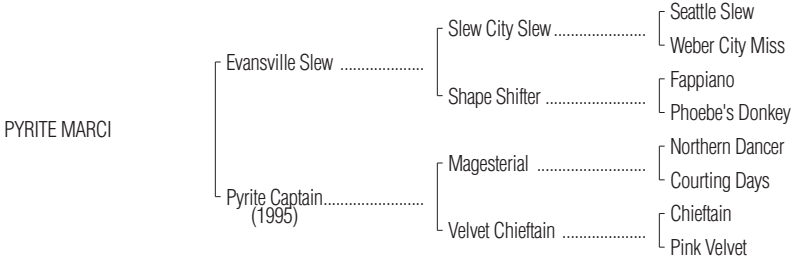 Seattle Slew
Slew City Slew ......................
Weber City Miss
Evansville Slew ....................
Fappiano
Shape Shifter ........................
Phoebe's Donkey
PYRITE MARCI
Northern Dancer
Magesterial ..........................
Courting Days
Pyrite Captain........................
(1995)
Chieftain
Velvet Chieftain ....................
Pink Velvet